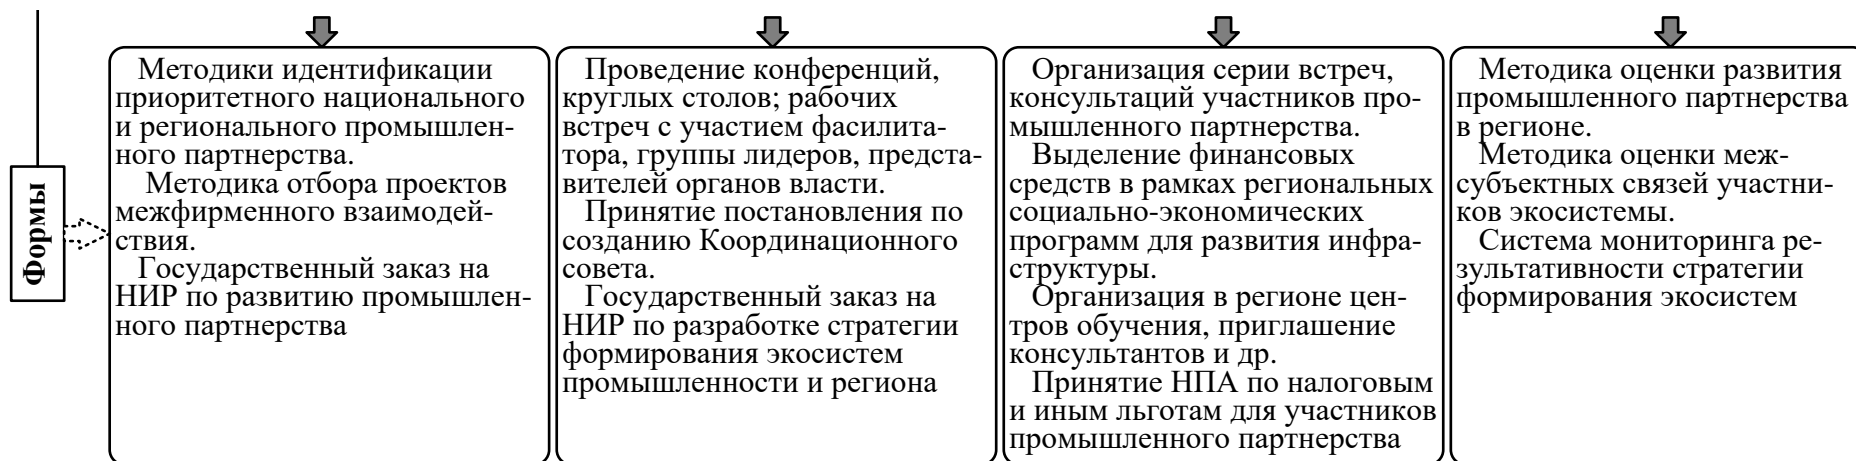 Формы
Методики идентификации
приоритетного национального
и регионального промышлен-
ного партнерства.
Методика отбора проектов
межфирменного взаимодей-
ствия.
Государственный заказ на
НИР по развитию промышлен-
ного партнерства
Проведение конференций,
круглых столов; рабочих
встреч с участием фасилита-
тора, группы лидеров, предста-
вителей органов власти.
Принятие постановления по
созданию Координационного
совета.
Государственный заказ на
НИР по разработке стратегии
формирования экосистем
промышленности и региона
Организация серии встреч,
консультаций участников про-
мышленного партнерства.
Выделение финансовых
средств в рамках региональных
социально-экономических
программ для развития инфра-
структуры.
Организация в регионе цен-
тров обучения, приглашение
консультантов и др.
Принятие НПА по налоговым
и иным льготам для участников
промышленного партнерства
Методика оценки развития
промышленного партнерства
в регионе.
Методика оценки меж-
субъектных связей участни-
ков экосистемы.
Система мониторинга ре-
зультативности стратегии
формирования экосистем